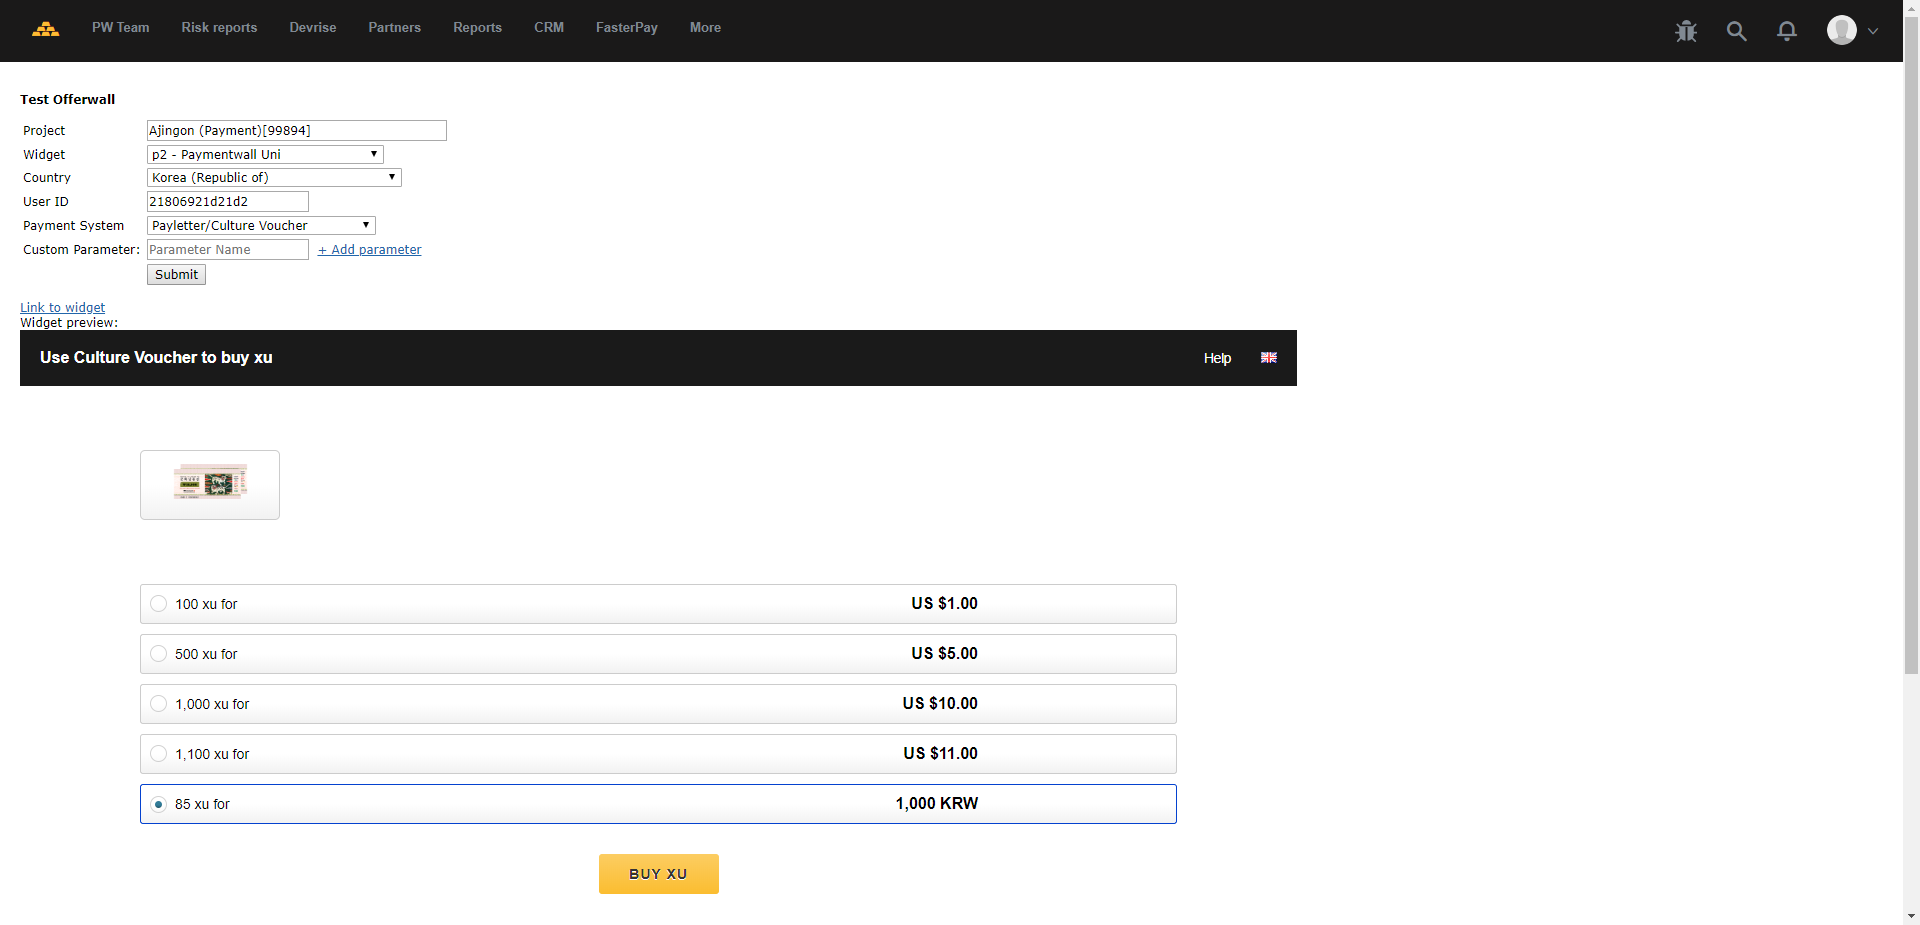 PW Team Risk reports Devrise Partners Reports CRM FasterPay More
Test Offerwall
Project Ajingon (Payment)[99894]
Widget p2 - Paymentwall Uni
Country Korea (Republic of)
User ID 21806921d21d2
Payment System Payletter/Culture Voucher
Custom Parameter: Parameter Name + Add parameter
Submit
Link to widget
Widget preview:
Use Culture Voucher to buy xu Help
100 xu for US $1.00
500 xu for US $5.00
1,000 xu for US $10.00
1,100 xu for US $11.00
85 xu for 1,000 KRW
BUY XU